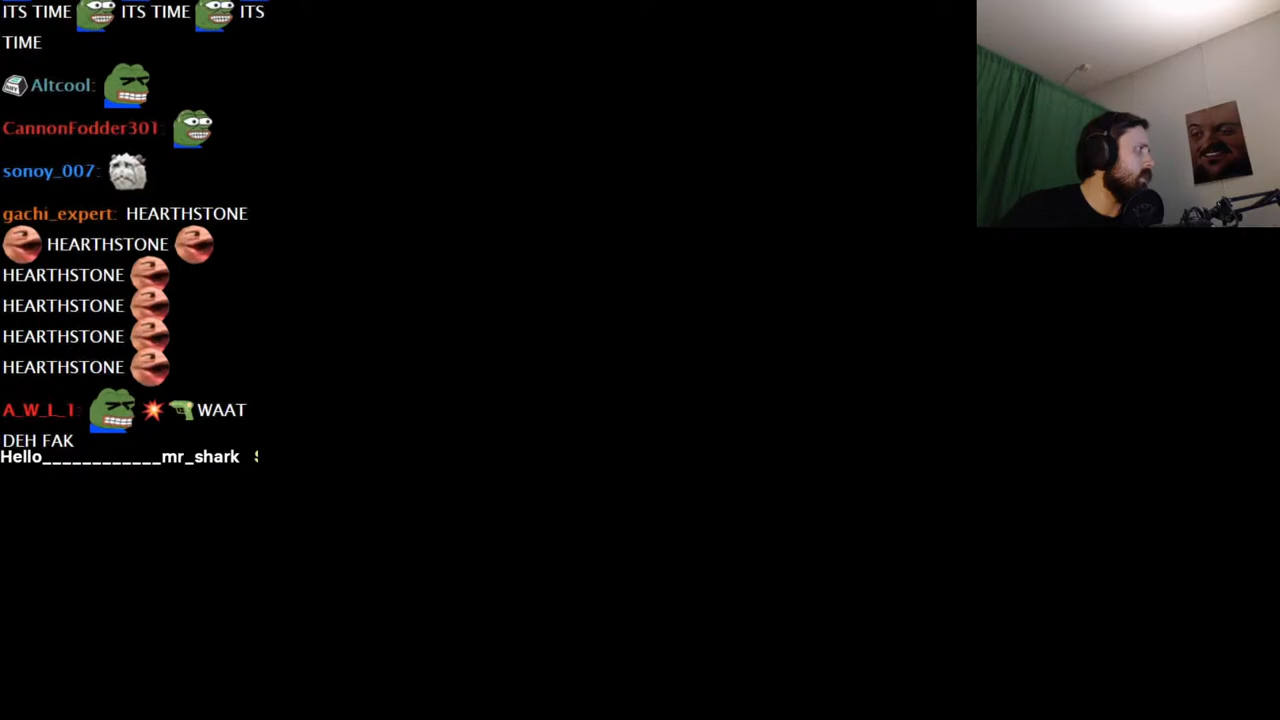 ITS TIME ITS TIME ITS
TIME
Altcool:
CannonFodder301:
sonoy_007:
gachi_expert: HEARTHSTONE
HEARTHSTONE
HEARTHSTONE
HEARTHSTONE
HEARTHSTONE
HEARTHSTONE
A_W_L_1: WAAT
DEH FAK
Hello____________mr_shark